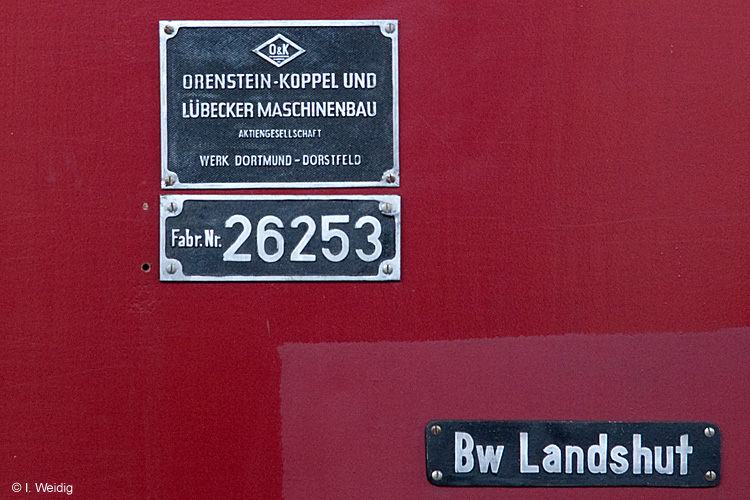 O&K
ORENSTEIN-KOPPEL UND
LÜBECKER MASCHINENBAU
AKTIENGESELLSCHAFT
WERK DORTMUND-DORSTFELD
Fabr. Nr. 26253
Bw Landshut
© I. Weidig